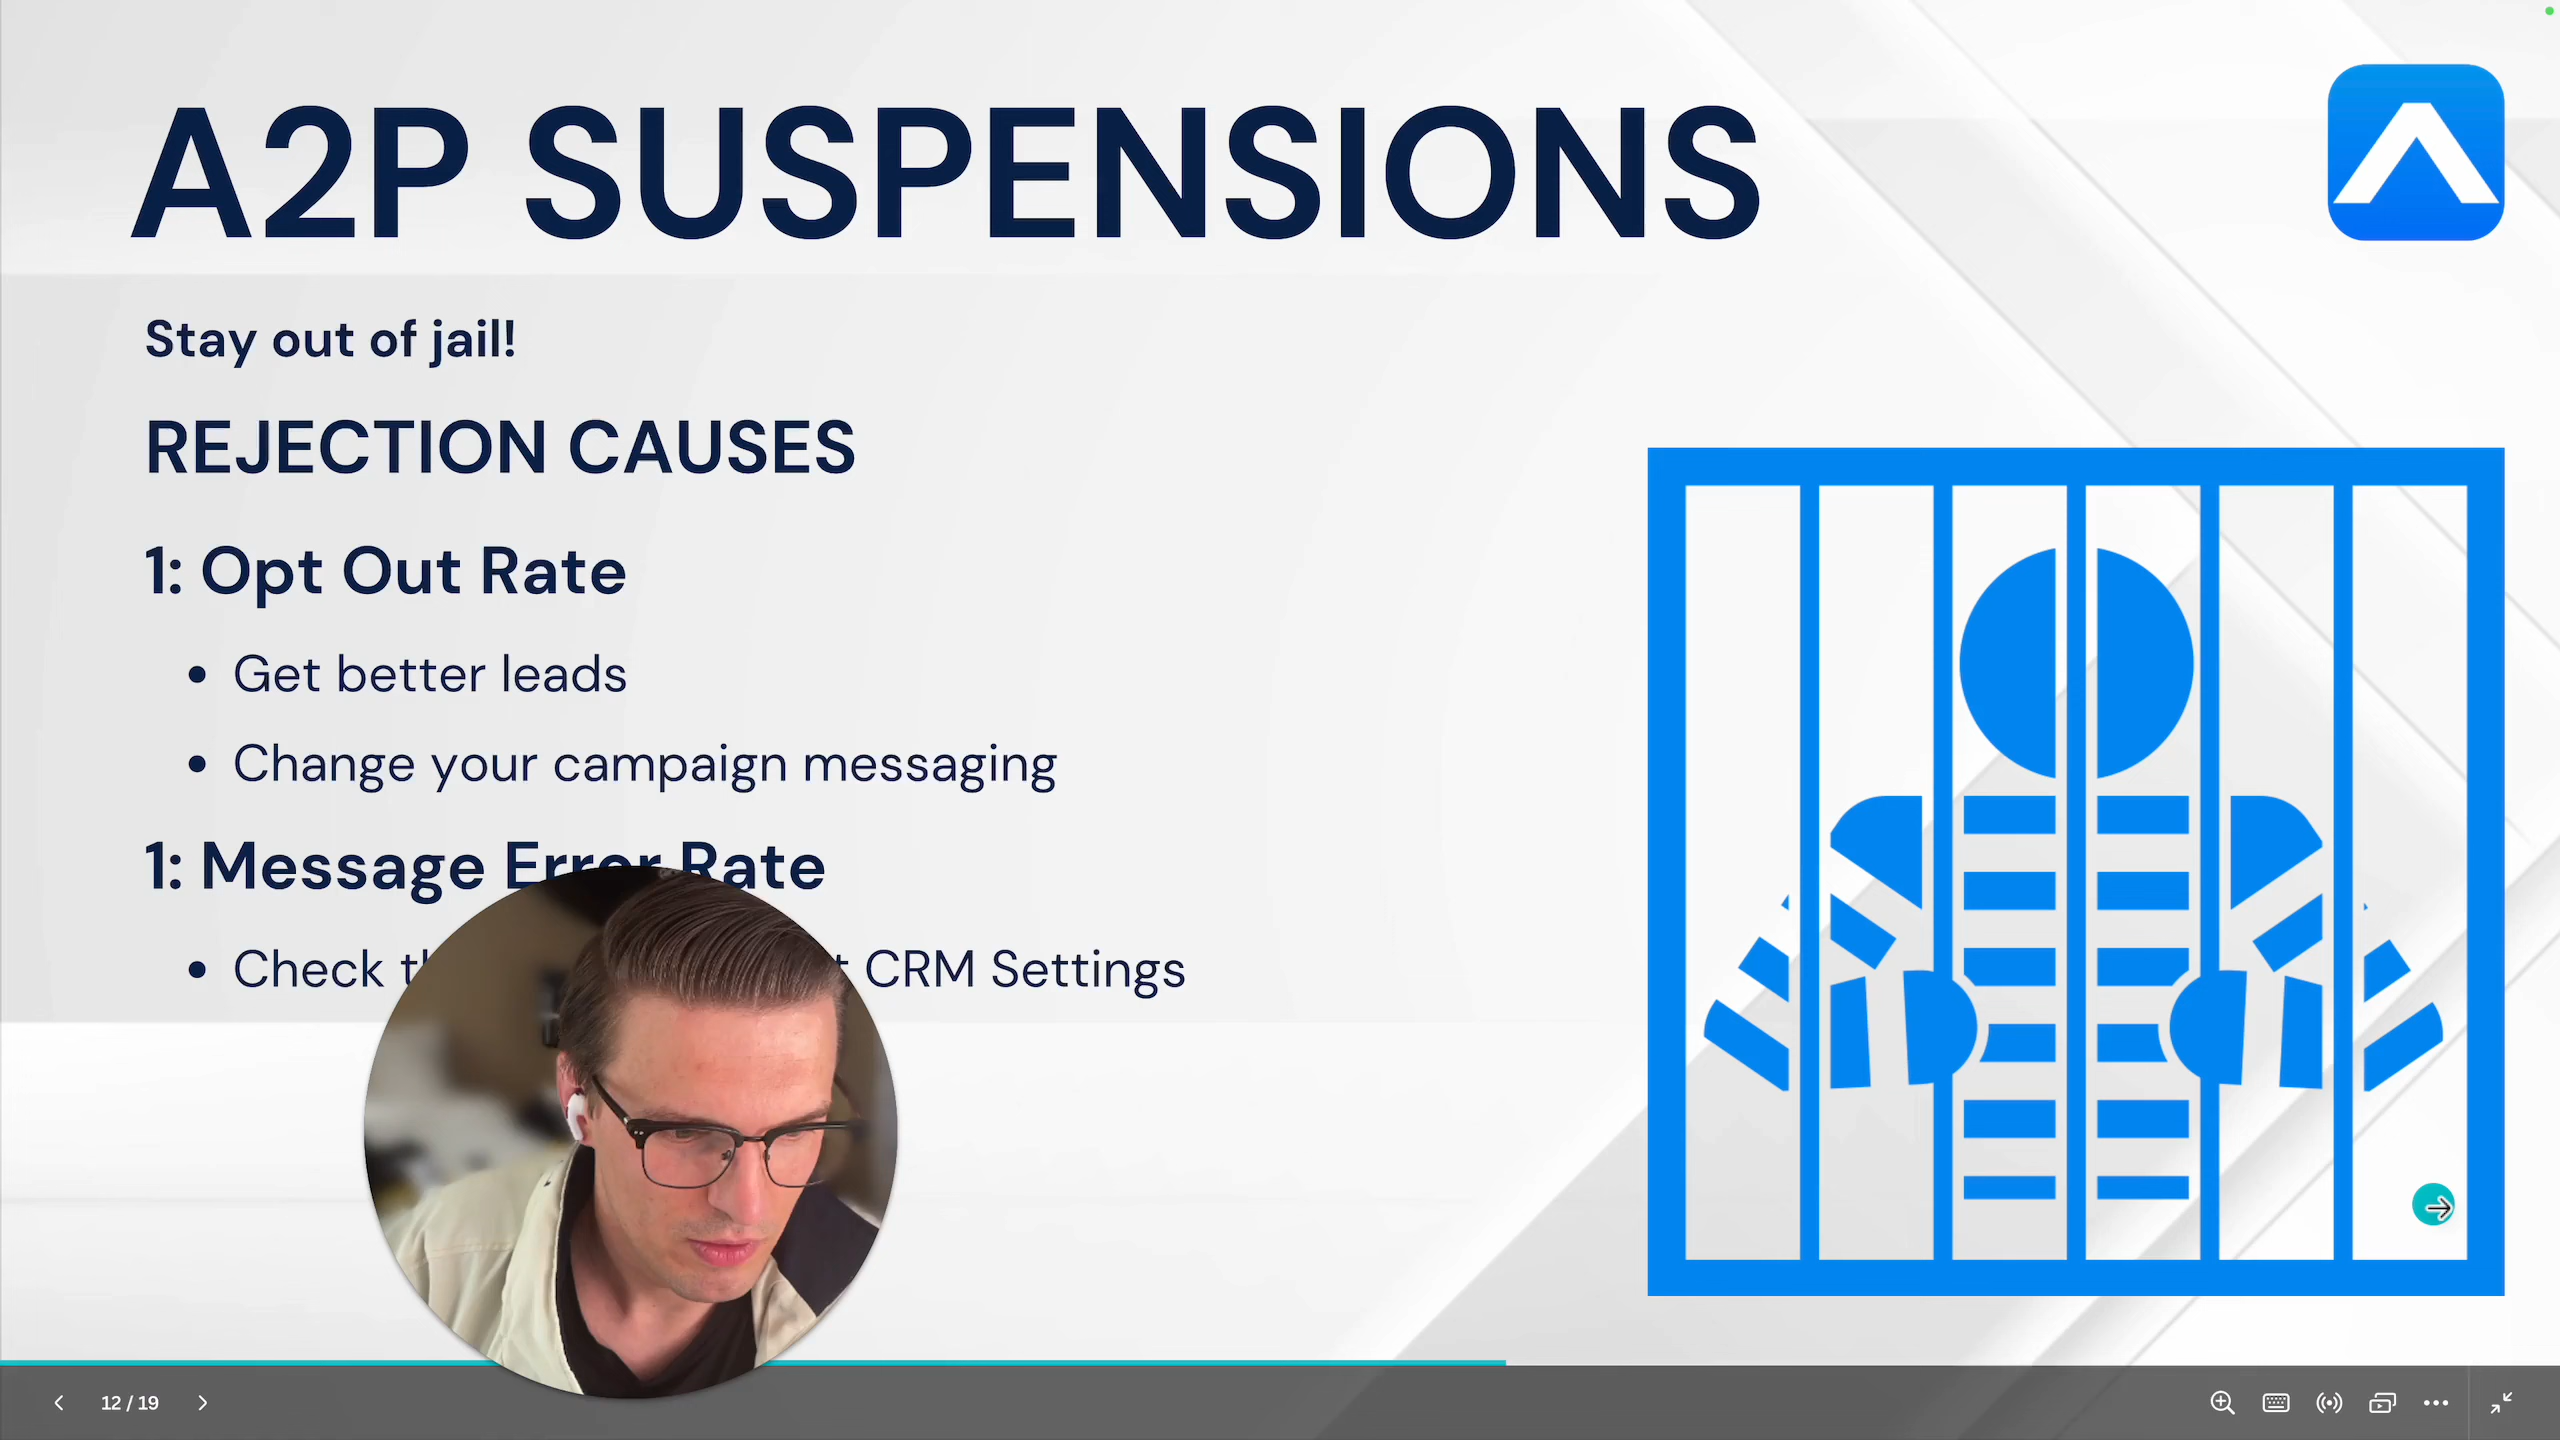 A2P SUSPENSIONS
Stay out of jail!
REJECTION CAUSES
1: Opt Out Rate
• Get better leads
• Change your campaign messaging
1: Message Error Rate
• Check CRM Settings
12 / 19